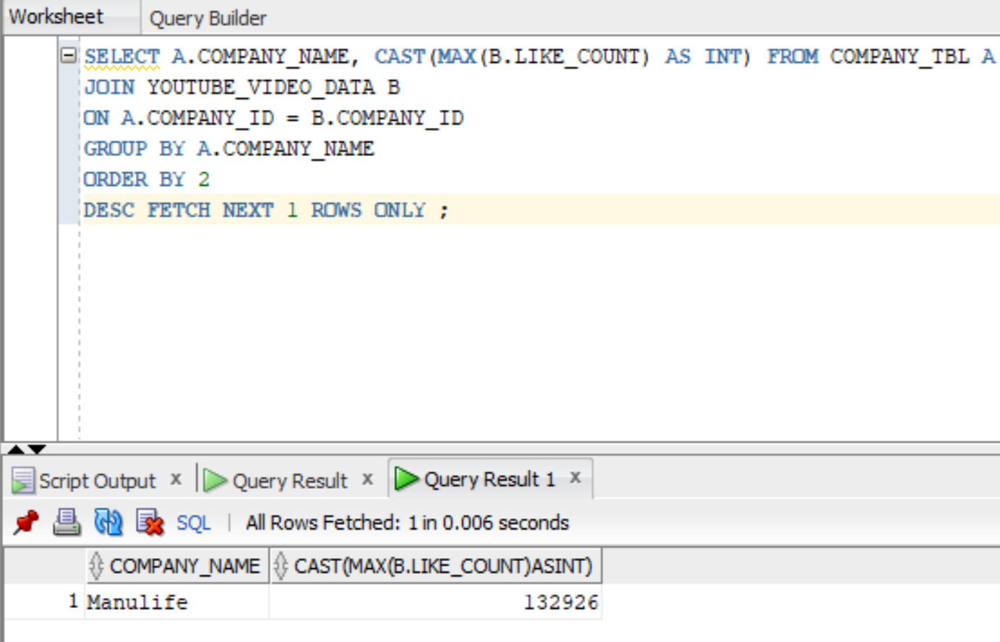 Worksheet Query Builder
SELECT A.COMPANY_NAME, CAST(MAX(B.LIKE_COUNT) AS INT) FROM COMPANY_TBL A
JOIN YOUTUBE_VIDEO_DATA B
ON A.COMPANY_ID = B.COMPANY_ID
GROUP BY A.COMPANY_NAME
ORDER BY 2
DESC FETCH NEXT 1 ROWS ONLY ;
Script Output x Query Result x Query Result 1 x
SQL | All Rows Fetched: 1 in 0.006 seconds
COMPANY_NAME CAST(MAX(B.LIKE_COUNT)ASINT)
1 Manulife 132926